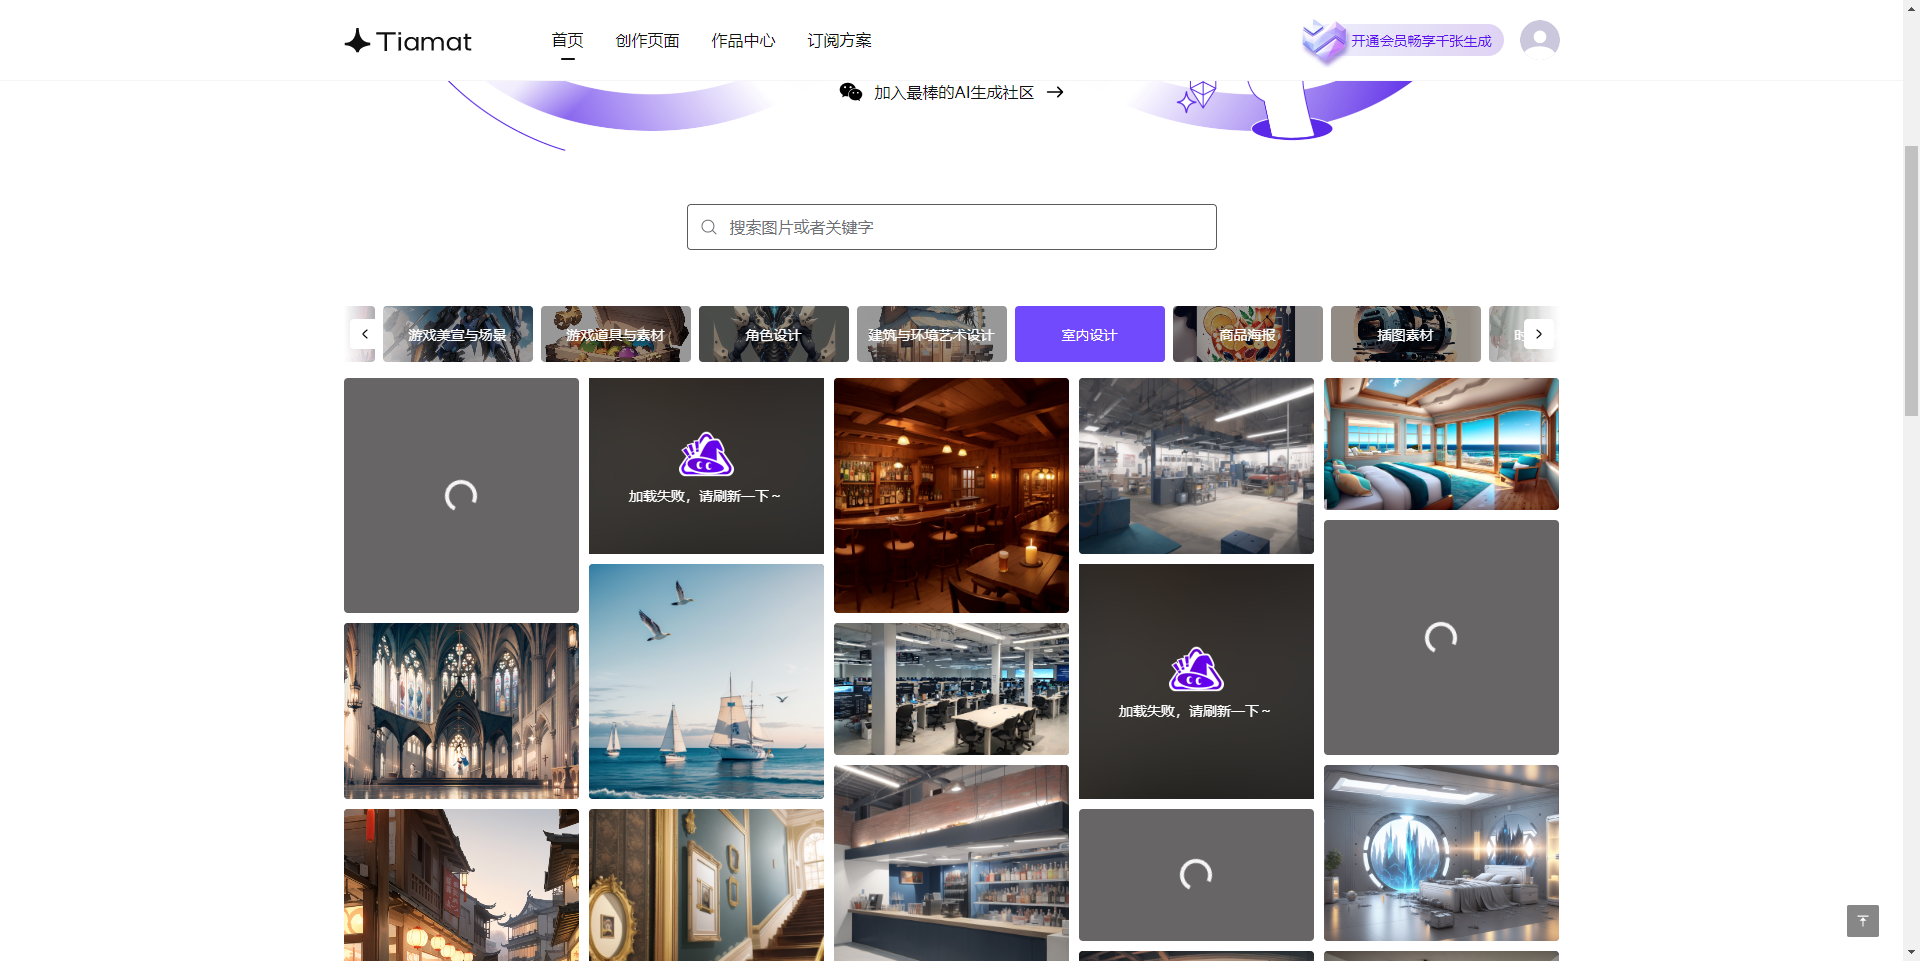 Tiamat
首页
创作页面
作品中心
订阅方案
开通会员畅享千张生成
加入最棒的AI生成社区
搜索图片或者关键字
游戏美宣与场景
游戏道具与素材
角色设计
建筑与环境艺术设计
室内设计
商品海报
插图素材
时
加载失败，请刷新一下～
加载失败，请刷新一下～